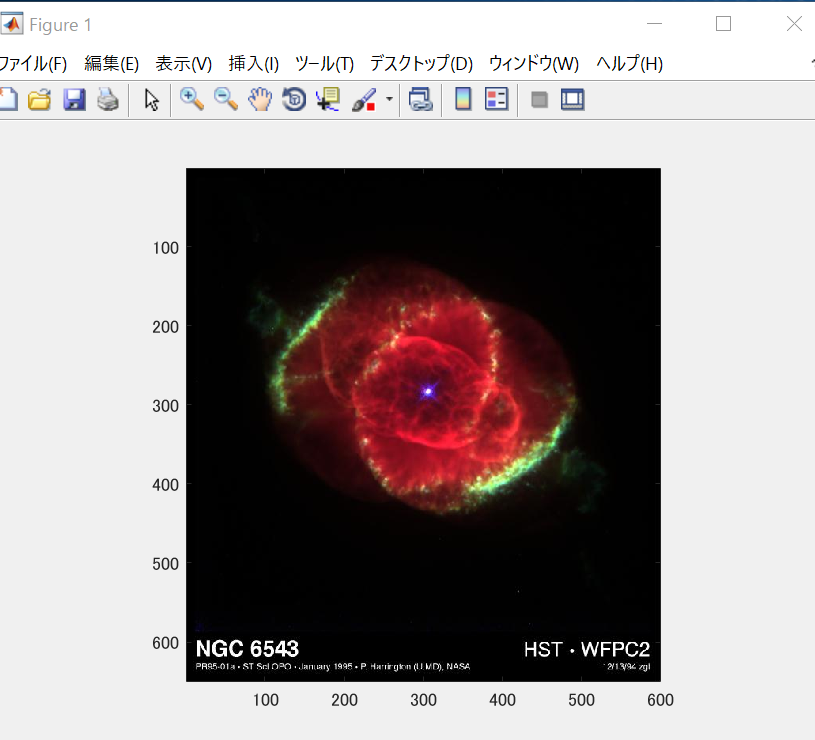 Figure 1
ファイル(F) 編集(E) 表示(V) 挿入(I) ツール(T) デスクトップ(D) ウィンドウ(W) ヘルプ(H)
100
200
300
400
500
600
NGC 6543 HST • WFPC2
PR95-01a • ST ScI OPO • January 1995 • P. Harrington (U.MD), NASA 12/13/94 zgl
100 200 300 400 500 600